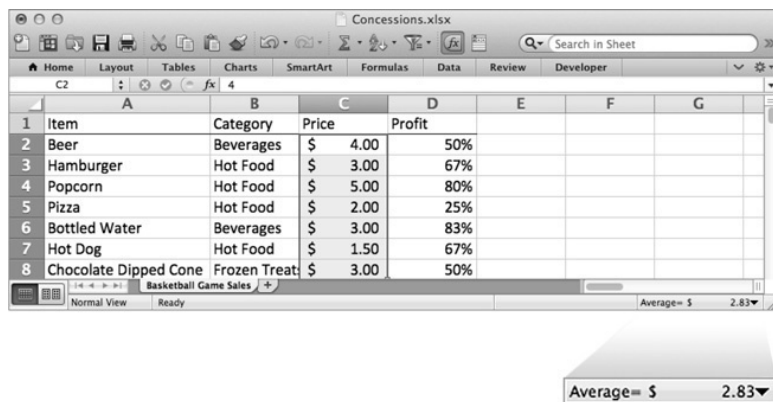 Concessions.xlsx
Search in Sheet
Home Layout Tables Charts SmartArt Formulas Data Review Developer
C2 fx 4
A B C D E F G
1 Item Category Price Profit
2 Beer Beverages $ 4.00 50%
3 Hamburger Hot Food $ 3.00 67%
4 Popcorn Hot Food $ 5.00 80%
5 Pizza Hot Food $ 2.00 25%
6 Bottled Water Beverages $ 3.00 83%
7 Hot Dog Hot Food $ 1.50 67%
8 Chocolate Dipped Cone Frozen Treat $ 3.00 50%
Basketball Game Sales +
Normal View Ready Average= $ 2.83
Average= $ 2.83